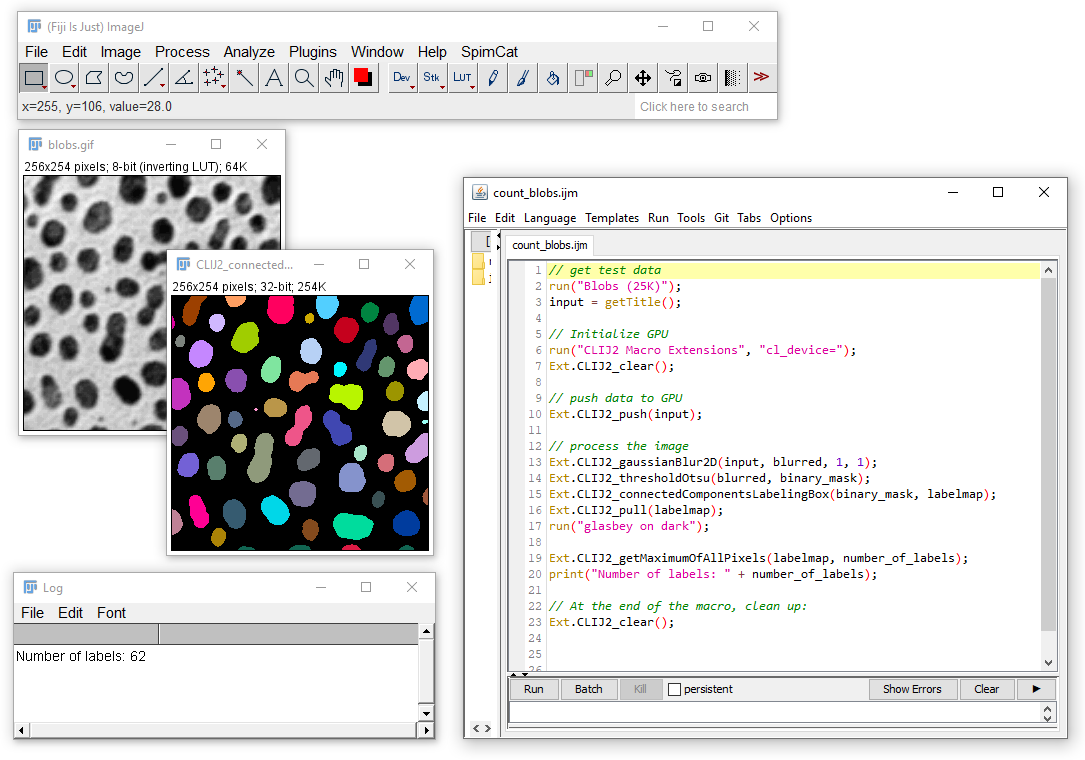 (Fiji Is Just) ImageJ
File Edit Image Process Analyze Plugins Window Help SpimCat
Dev Stk LUT
x=255, y=106, value=28.0
Click here to search
blobs.gif
256x254 pixels; 8-bit (inverting LUT); 64K
CLIJ2_connected...
256x254 pixels; 32-bit; 254K
Log
File Edit Font
Number of labels: 62
count_blobs.ijm
File Edit Language Templates Run Tools Git Tabs Options
[
count_blobs.ijm
1 // get test data
2 run("Blobs (25K)");
3 input = getTitle();
4
5 // Initialize GPU
6 run("CLIJ2 Macro Extensions", "cl_device=");
7 Ext.CLIJ2_clear();
8
9 // push data to GPU
10 Ext.CLIJ2_push(input);
11
12 // process the image
13 Ext.CLIJ2_gaussianBlur2D(input, blurred, 1, 1);
14 Ext.CLIJ2_thresholdOtsu(blurred, binary_mask);
15 Ext.CLIJ2_connectedComponentsLabelingBox(binary_mask, labelmap);
16 Ext.CLIJ2_pull(labelmap);
17 run("glasbey on dark");
18
19 Ext.CLIJ2_getMaximumOfAllPixels(labelmap, number_of_labels);
20 print("Number of labels: " + number_of_labels);
21
22 // At the end of the macro, clean up:
23 Ext.CLIJ2_clear();
24
25
26
Run Batch Kill persistent Show Errors Clear